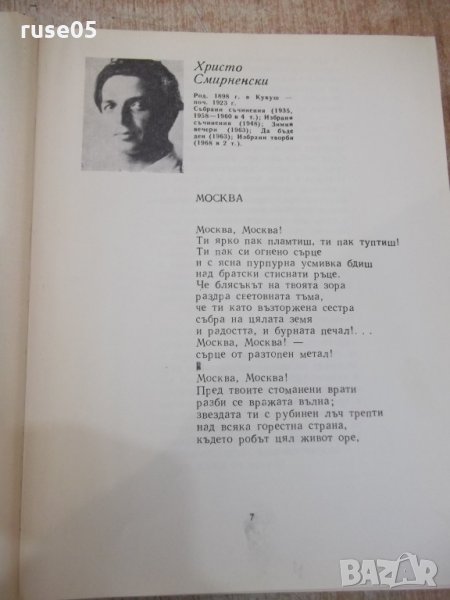 ruse05
Христо
Смирненски
Род. 1898 г. в Кукуш —
поч. 1923 г.
Събрани съчинения (1935,
1958—1960 в 4 т.); Избрани
съчинения (1948); Зимни
вечери (1963); Да бъде
ден (1963); Избрани творби
(1968 в 2 т.).
МОСКВА
Москва, Москва!
Ти ярко пак пламтиш, ти пак туптиш!
Ти пак си огнено сърце
и с ясна пурпурна усмивка бдиш
над братски стиснати ръце.
Че блясъкът на твоята зора
раздра световната тъма,
че ти като възторжена сестра
събра на цялата земя
и радостта, и бурната печал!. . .
Москва, Москва! —
сърце от разтопен метал!
Москва, Москва!
Пред твоите стоманени врати
разби се вражата вълна;
звездата ти с рубинен лъч трепти
над всяка горестна страна,
където робът цял живот оре,
7
BAZAR